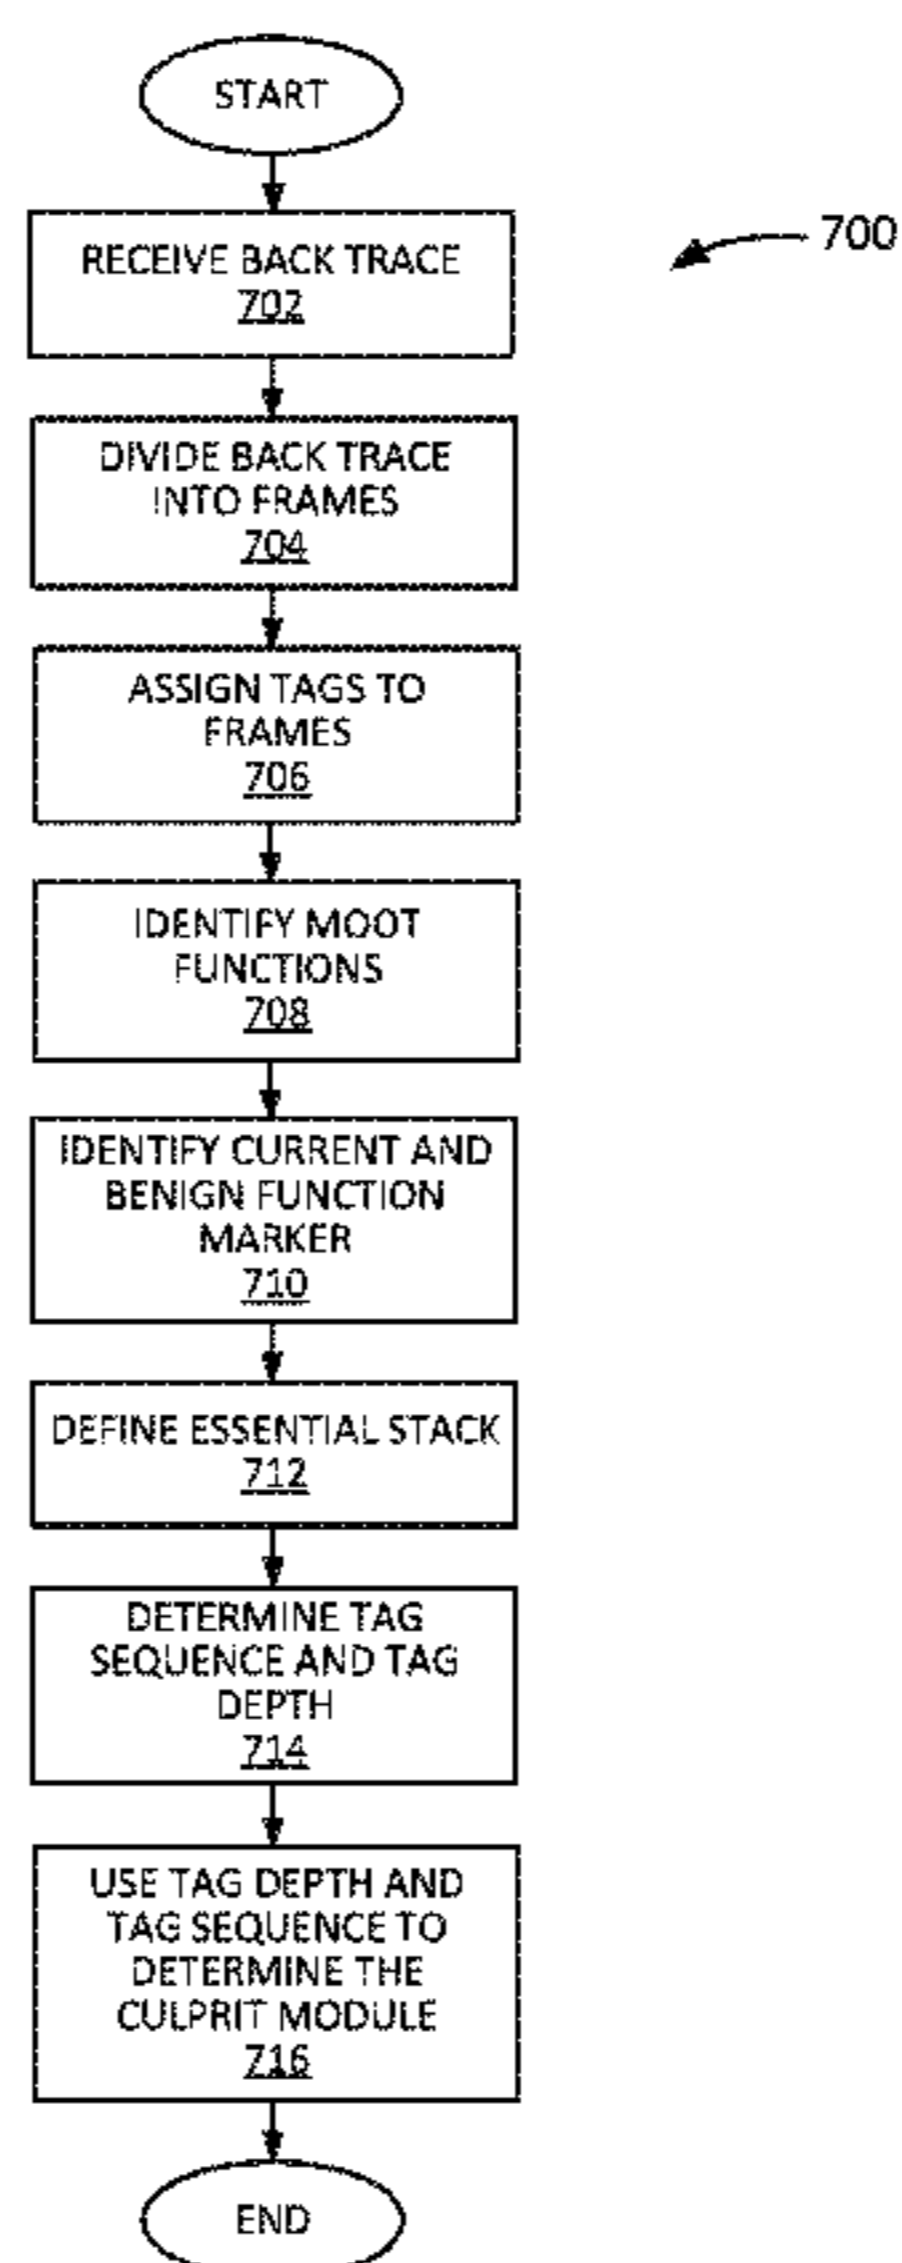 START
700
RECEIVE BACK TRACE
702
DIVIDE BACK TRACE
INTO FRAMES
704
ASSIGN TAGS TO
FRAMES
706
IDENTIFY MOOT
FUNCTIONS
708
IDENTIFY CURRENT AND
BENIGN FUNCTION
MARKER
710
DEFINE ESSENTIAL STACK
712
DETERMINE TAG
SEQUENCE AND TAG
DEPTH
714
USE TAG DEPTH AND
TAG SEQUENCE TO
DETERMINE THE
CULPRIT MODULE
716
END